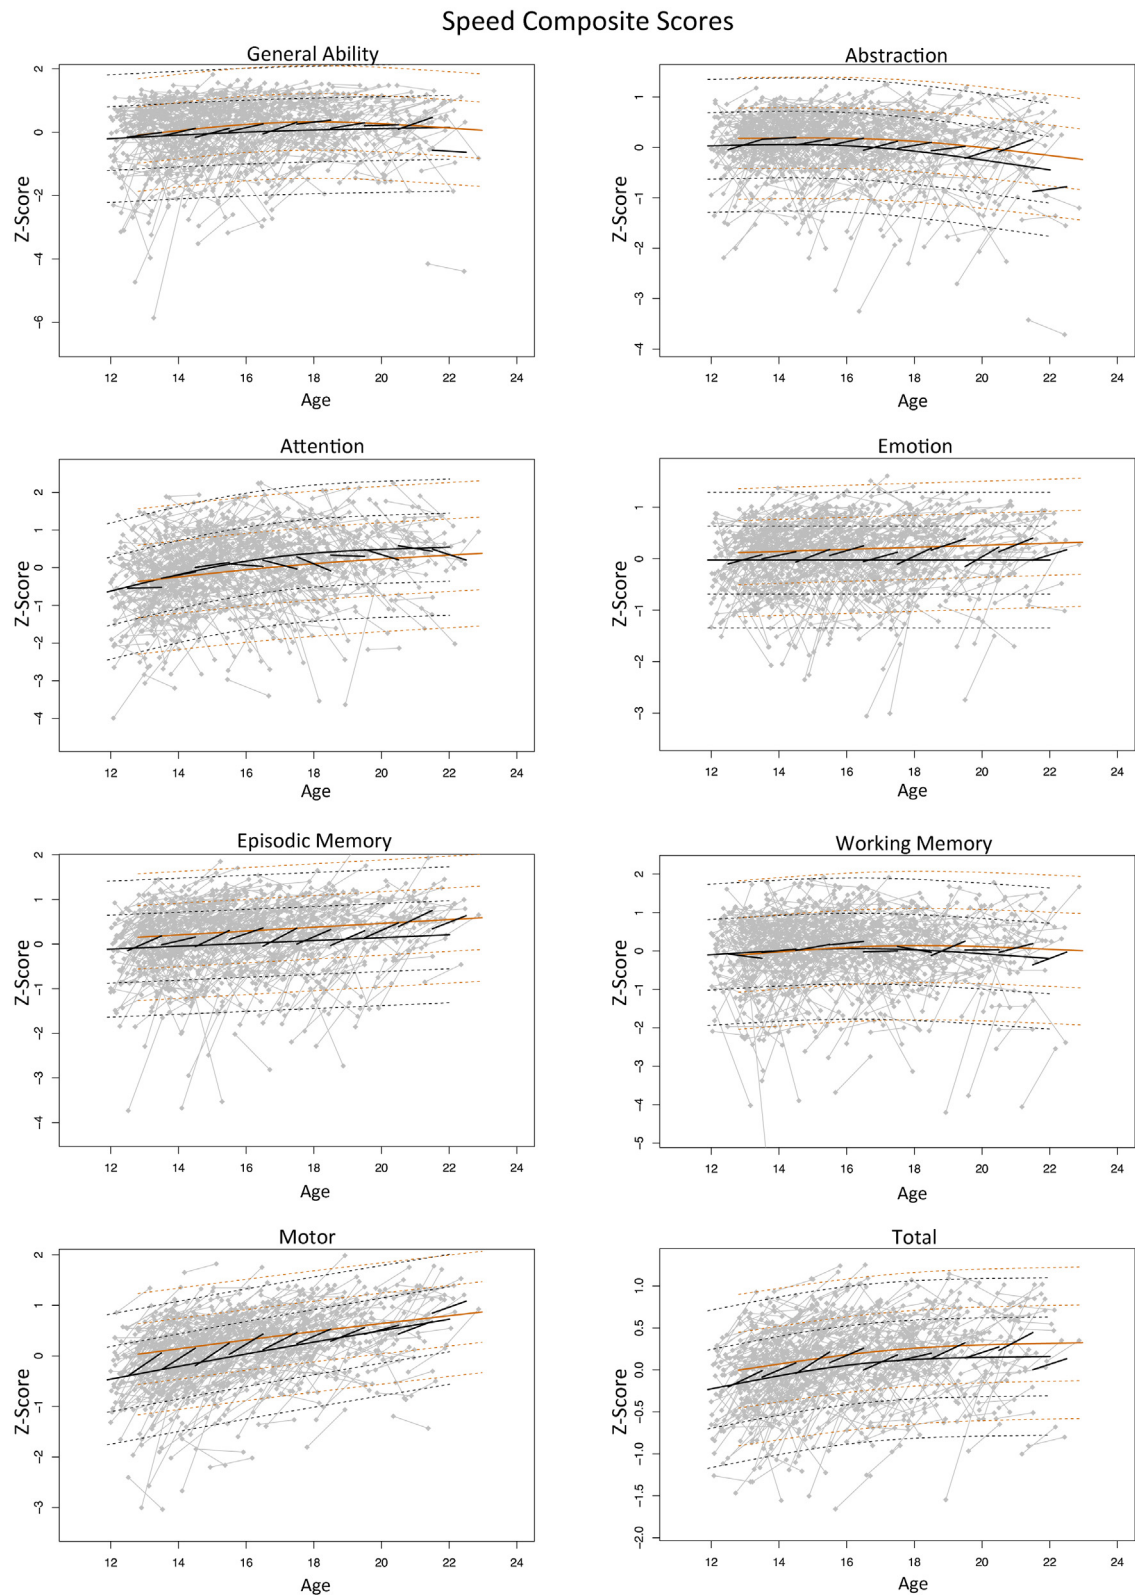 Speed Composite Scores
General Ability
Z-Score
2
0
−2
−4
−6
12 14 16 18 20 22 24
Age
Abstraction
Z-Score
1
0
−1
−2
−3
−4
12 14 16 18 20 22 24
Age
Attention
Z-Score
2
1
0
−1
−2
−3
−4
12 14 16 18 20 22 24
Age
Emotion
Z-Score
1
0
−1
−2
−3
12 14 16 18 20 22 24
Age
Episodic Memory
Z-Score
2
1
0
−1
−2
−3
−4
12 14 16 18 20 22 24
Age
Working Memory
Z-Score
2
1
0
−1
−2
−3
−4
−5
12 14 16 18 20 22 24
Age
Motor
Z-Score
2
1
0
−1
−2
−3
12 14 16 18 20 22 24
Age
Total
Z-Score
1.0
0.5
0.0
−0.5
−1.0
−1.5
−2.0
12 14 16 18 20 22 24
Age